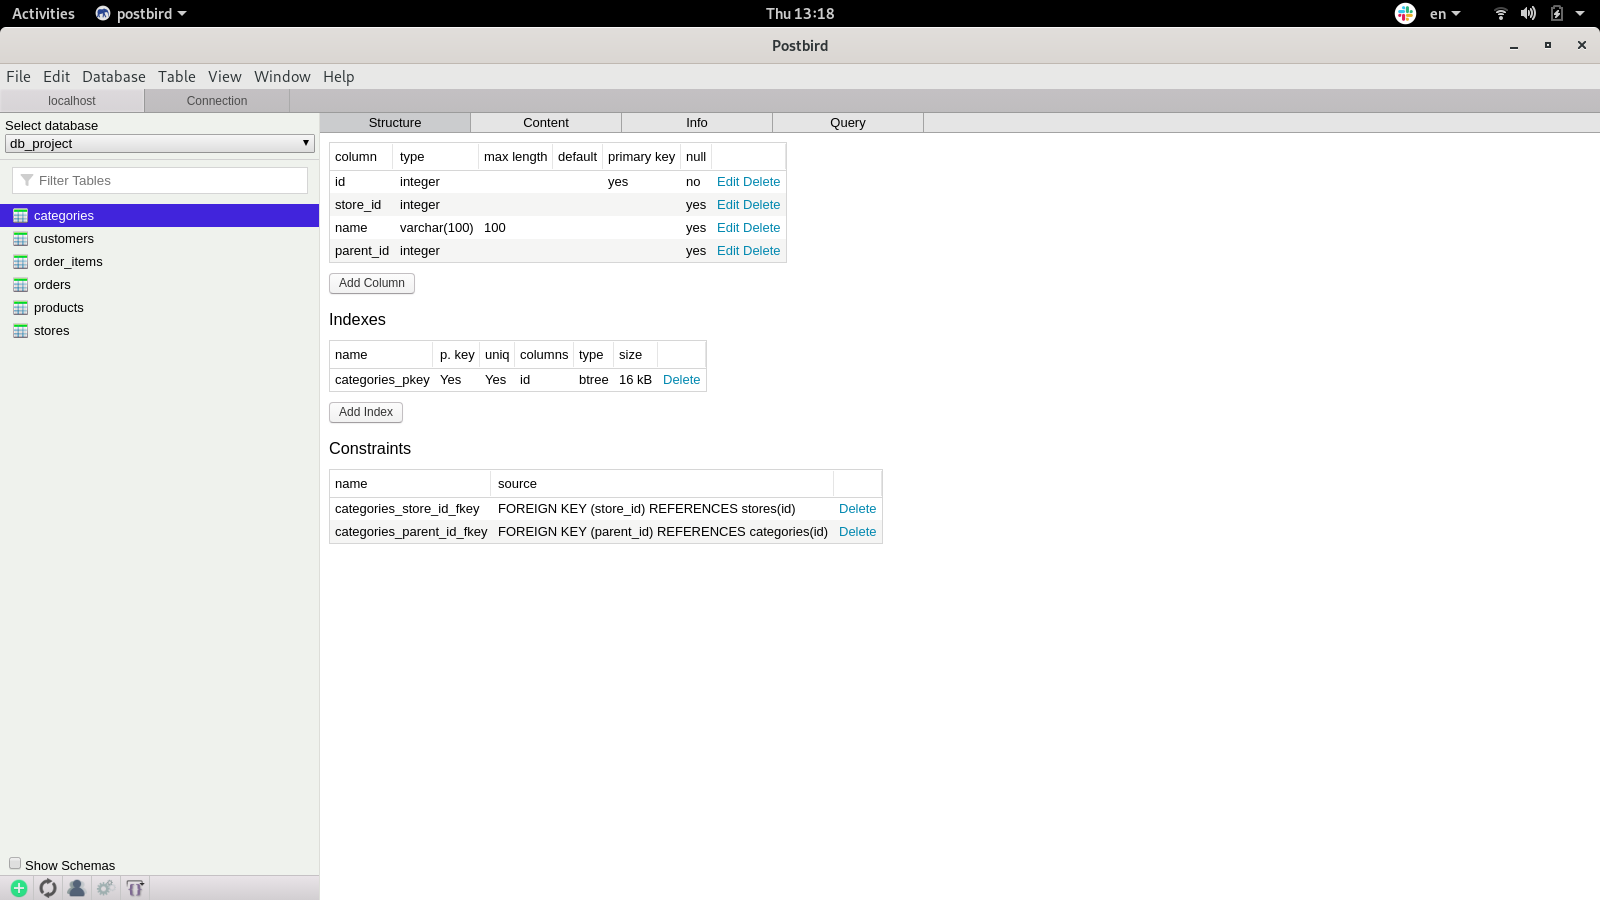 Activities postbird Thu 13:18 en
Postbird
File Edit Database Table View Window Help
localhost Connection
Select database
db_project
Filter Tables
categories
customers
order_items
orders
products
stores
Show Schemas
Structure Content Info Query
column type max length default primary key null
id integer yes no Edit Delete
store_id integer yes Edit Delete
name varchar(100) 100 yes Edit Delete
parent_id integer yes Edit Delete
Add Column
Indexes
name p. key uniq columns type size
categories_pkey Yes Yes id btree 16 kB Delete
Add Index
Constraints
name source
categories_store_id_fkey FOREIGN KEY (store_id) REFERENCES stores(id) Delete
categories_parent_id_fkey FOREIGN KEY (parent_id) REFERENCES categories(id) Delete